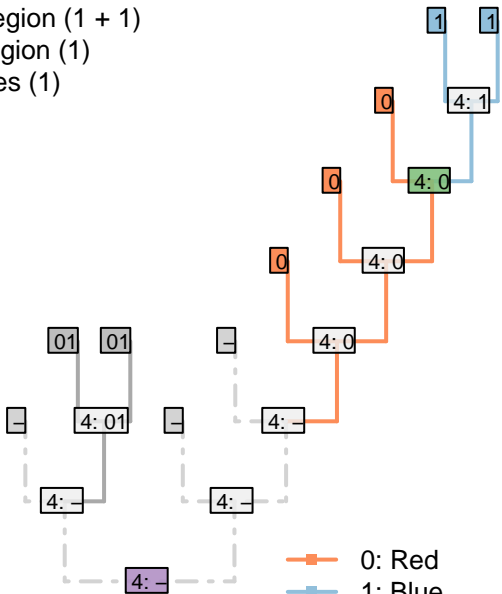 egion (1 + 1)
gion (1)
es (1)
1 1
4: 1
0
4: 0
0
4: 0
0
4: 0
01 01 –
– 4: 01 – 4: –
4: – 4: –
4: –
0: Red
1: Blue